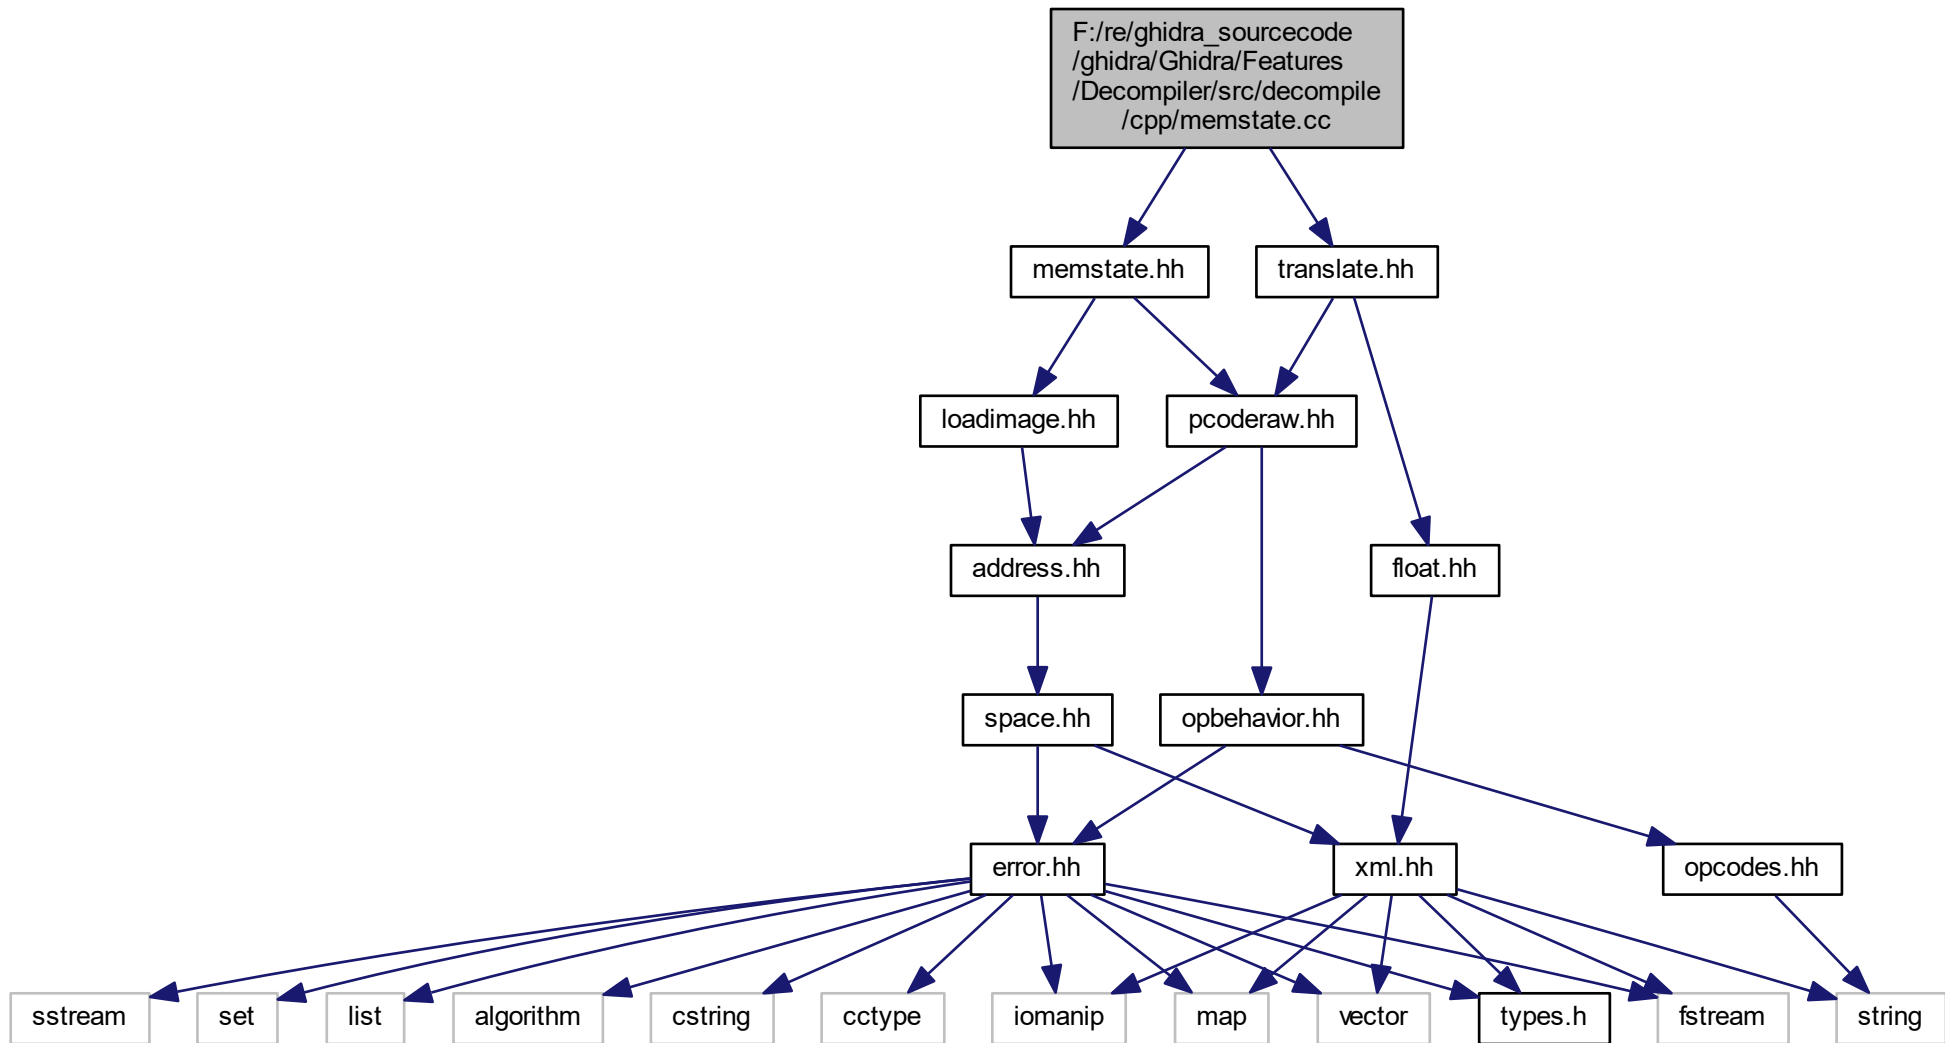 F:/re/ghidra_sourcecode
/ghidra/Ghidra/Features
/Decompiler/src/decompile
/cpp/memstate.cc
memstate.hh
translate.hh
loadimage.hh
pcoderaw.hh
address.hh
float.hh
space.hh
opbehavior.hh
error.hh
xml.hh
opcodes.hh
sstream
set
list
algorithm
cstring
cctype
iomanip
map
vector
types.h
fstream
string